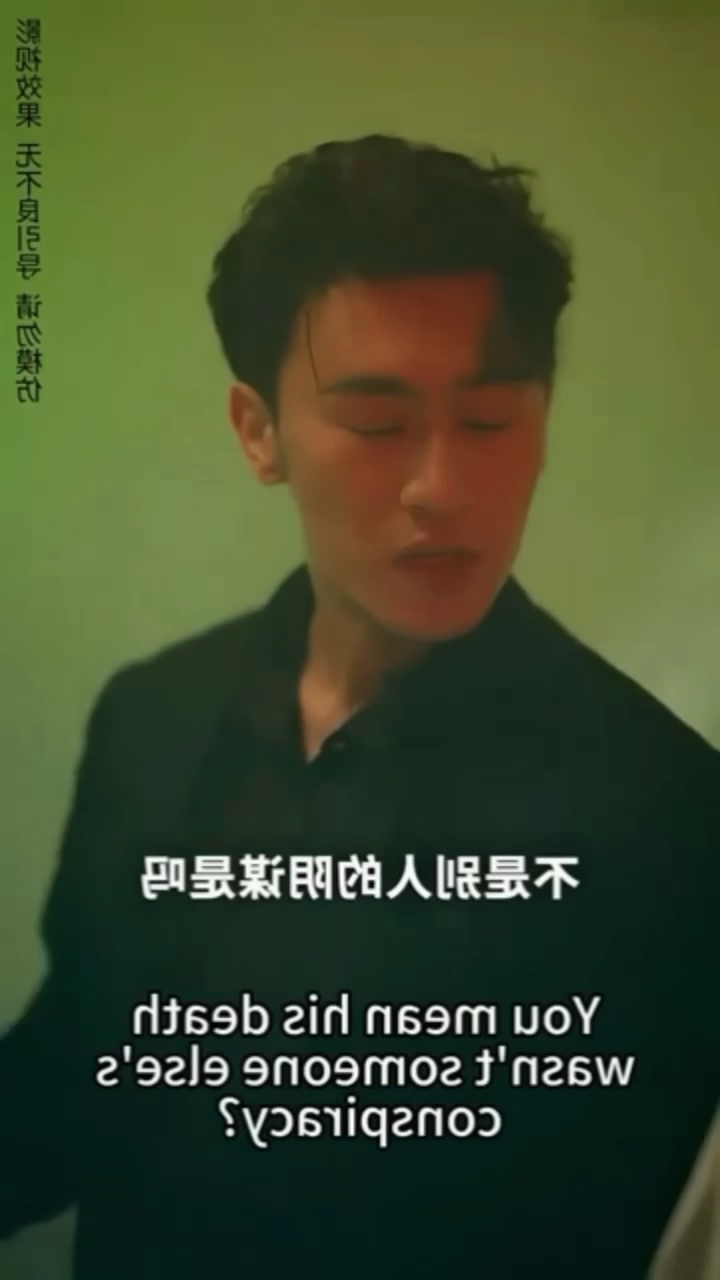 影视效果 无不良引导 请勿模仿
不是别人的阴谋是吗
You mean his death
wasn't someone else's
conspiracy?